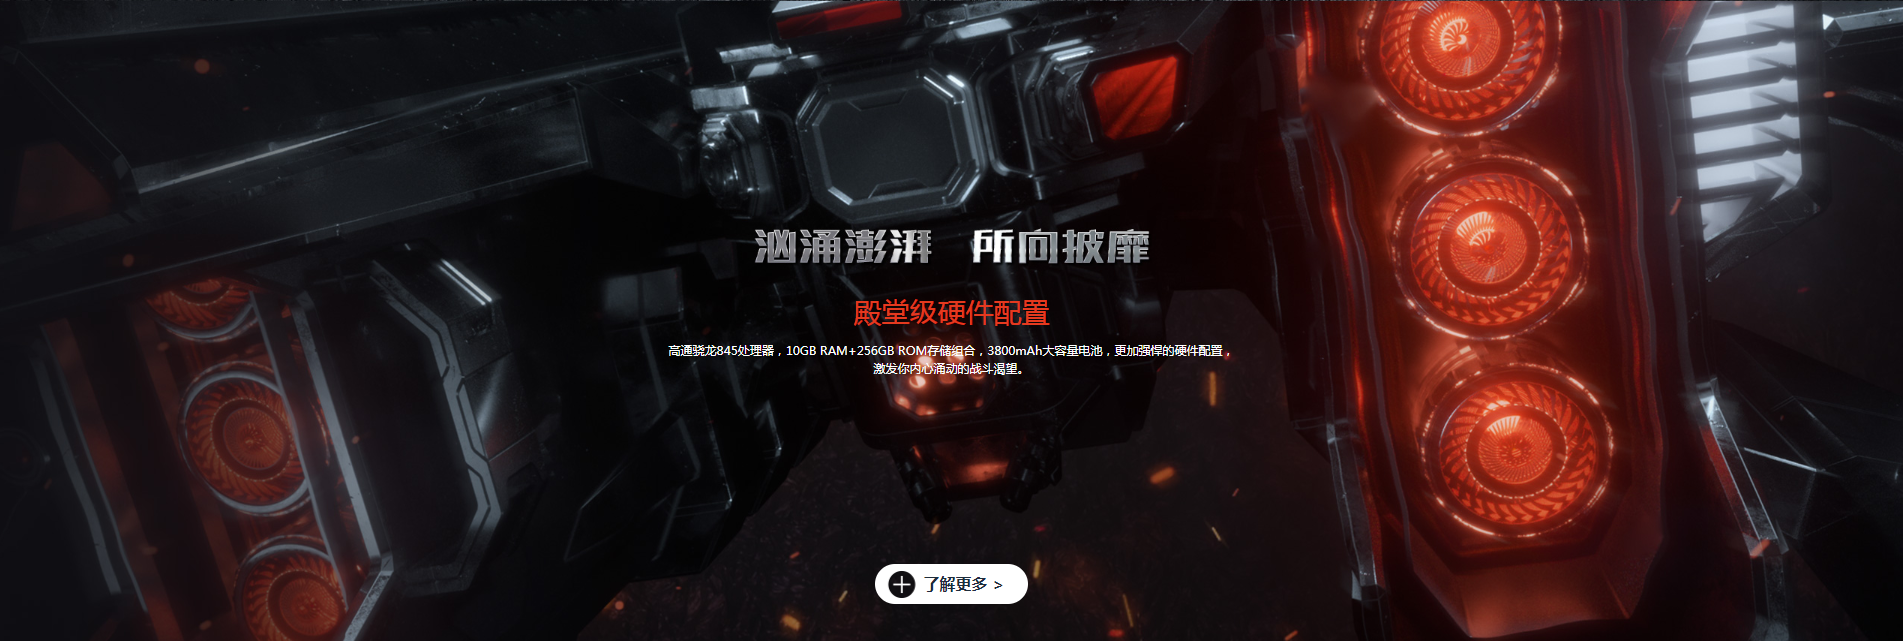 汹涌澎湃 所向披靡
殿堂级硬件配置
高通骁龙845处理器，10GB RAM+256GB ROM存储组合，3800mAh大容量电池，更加强悍的硬件配置，
激发你内心涌动的战斗渴望。
了解更多 >